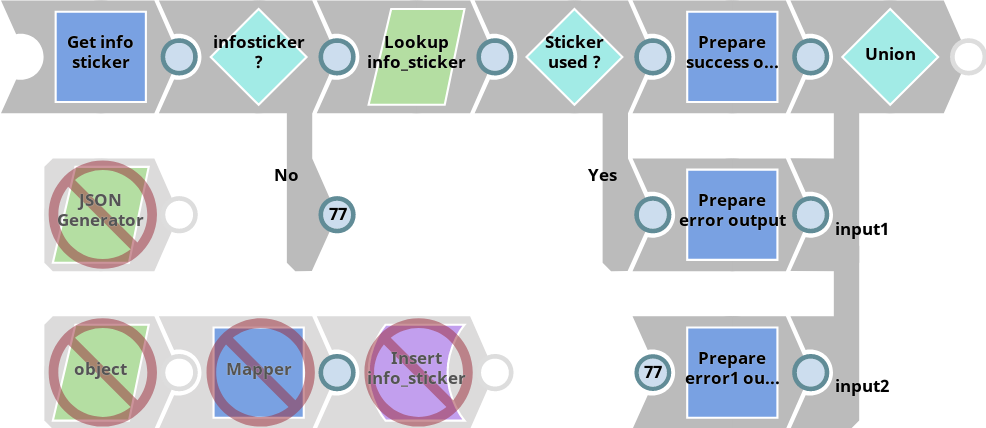 Get info
sticker
infosticker
?
Lookup
info_sticker
Sticker
used ?
Prepare
success o...
Union
JSON
Generator
No
77
Yes
Prepare
error output
input1
object
Mapper
Insert
info_sticker
77
Prepare
error1 ou...
input2